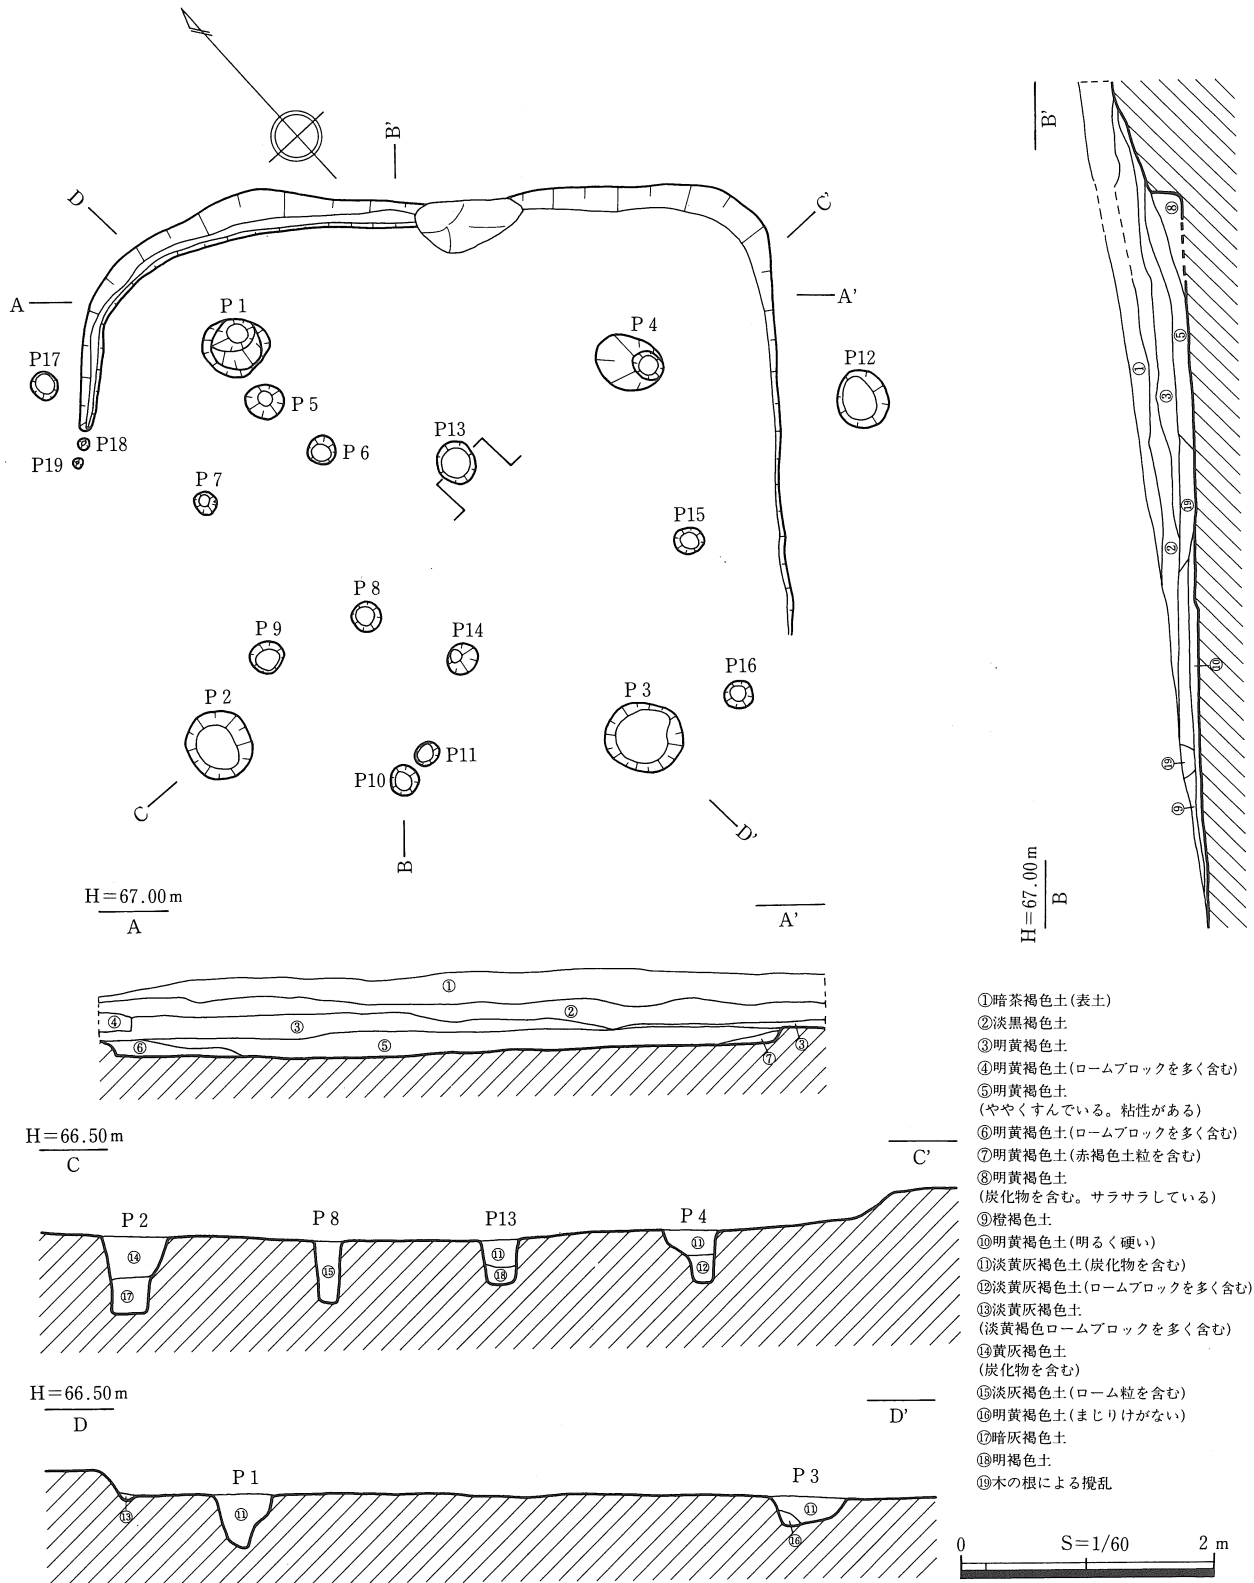 B'
D
C'
A
A'
P1
P4
P17
P12
P5
P18
P13
P6
P19
P7
P15
P8
P9
P14
P16
P2
P3
P11
P10
C
D'
B
B'
⑧
⑤
①
③
⑲
②
⑩
⑲
⑨
H=67.00m
B
H=67.00m
A
A'
①
②
④
③
⑥
⑤
⑦
③
H=66.50m
C
C'
P2
P8
P13
P4
⑭
⑪
⑪
⑮
⑱
⑫
⑰
H=66.50m
D
D'
P1
P3
⑬
⑪
⑪
⑯
①暗茶褐色土(表土)
②淡黒褐色土
③明黄褐色土
④明黄褐色土(ロームブロックを多く含む)
⑤明黄褐色土
(ややくすんでいる。粘性がある)
⑥明黄褐色土(ロームブロックを多く含む)
⑦明黄褐色土(赤褐色土粒を含む)
⑧明黄褐色土
(炭化物を含む。サラサラしている)
⑨橙褐色土
⑩明黄褐色土(明るく硬い)
⑪淡黄灰褐色土(炭化物を含む)
⑫淡黄灰褐色土(ロームブロックを多く含む)
⑬淡黄灰褐色土
(淡黄褐色ロームブロックを多く含む)
⑭黄灰褐色土
(炭化物を含む)
⑮淡灰褐色土(ローム粒を含む)
⑯明黄褐色土(まじりけがない)
⑰暗灰褐色土
⑱明褐色土
⑲木の根による攪乱
0 S=1/60 2 m